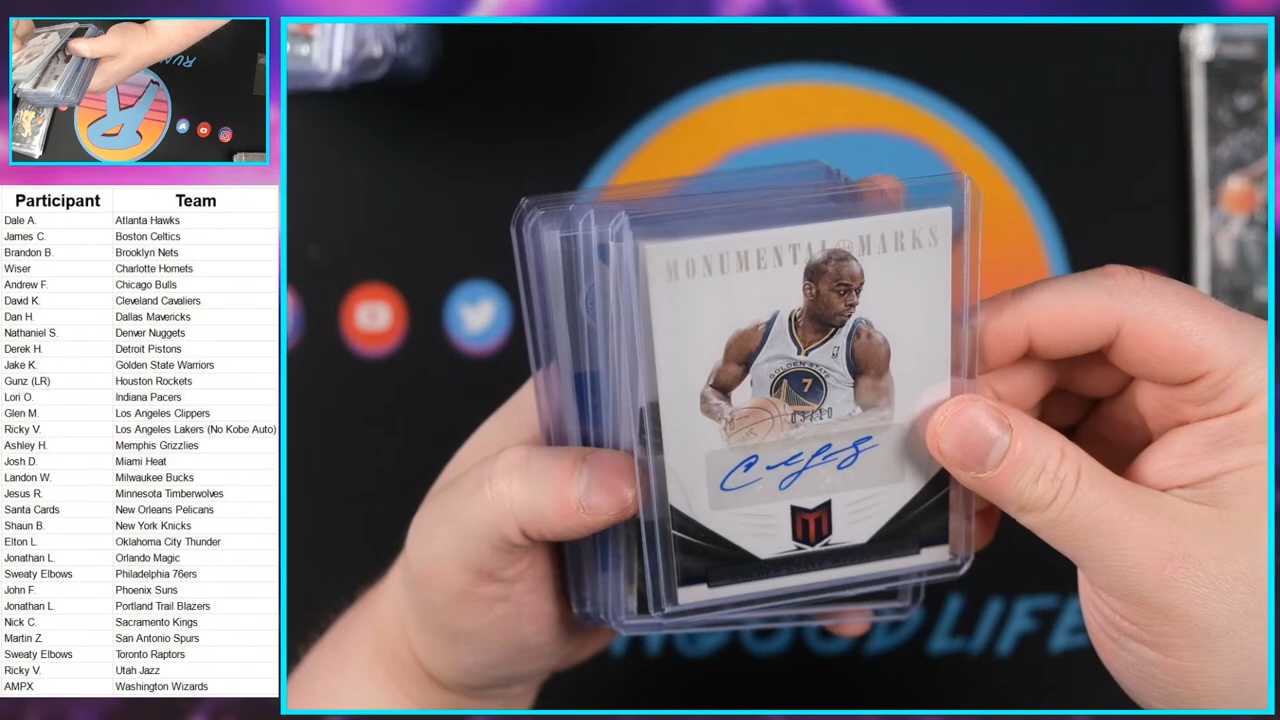 Participant Team
Dale A. Atlanta Hawks
James C. Boston Celtics
Brandon B. Brooklyn Nets
Wiser Charlotte Hornets
Andrew F. Chicago Bulls
David K. Cleveland Cavaliers
Dan H. Dallas Mavericks
Nathaniel S. Denver Nuggets
Derek H. Detroit Pistons
Jake K. Golden State Warriors
Gunz (LR) Houston Rockets
Lori O. Indiana Pacers
Glen M. Los Angeles Clippers
Ricky V. Los Angeles Lakers (No Kobe Auto)
Ashley H. Memphis Grizzlies
Josh D. Miami Heat
Landon W. Milwaukee Bucks
Jesus R. Minnesota Timberwolves
Santa Cards New Orleans Pelicans
Shaun B. New York Knicks
Elton L. Oklahoma City Thunder
Jonathan L. Orlando Magic
Sweaty Elbows Philadelphia 76ers
John F. Phoenix Suns
Jonathan L. Portland Trail Blazers
Nick C. Sacramento Kings
Martin Z. San Antonio Spurs
Sweaty Elbows Toronto Raptors
Ricky V. Utah Jazz
AMPX Washington Wizards
MONUMENTAL MARKS
GOLDEN STATE
7
03/10
M
GOOD LIFE